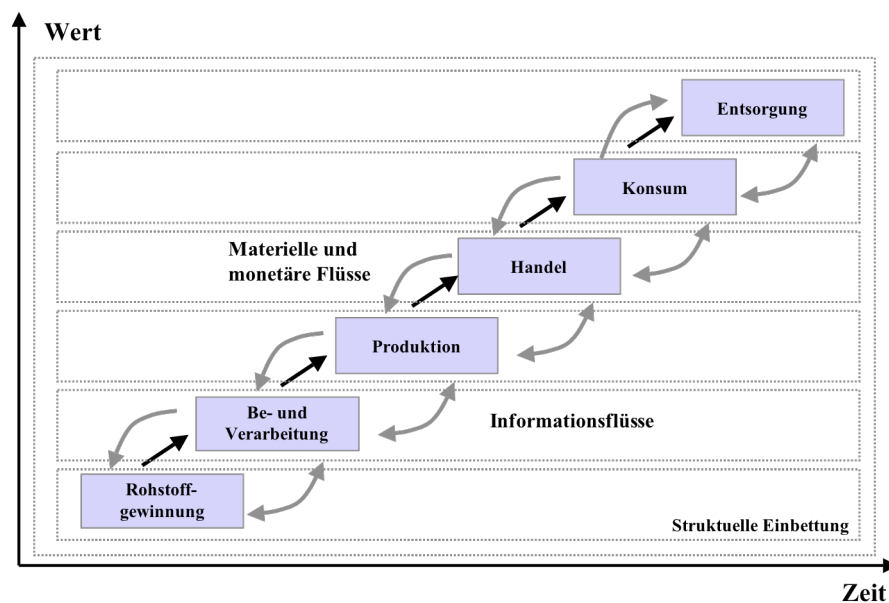 Wert
Entsorgung
Konsum
Materielle und
monetäre Flüsse
Handel
Produktion
Be- und
Verarbeitung
Informationsflüsse
Rohstoff-
gewinnung
Struktuelle Einbettung
Zeit